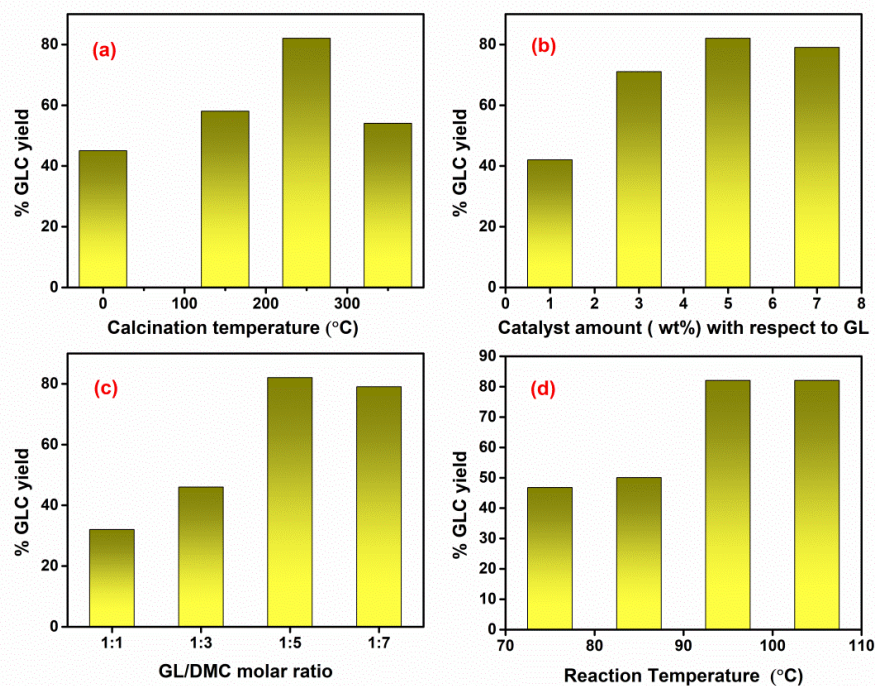 (a)
% GLC yield
80
60
40
20
0
0 100 200 300
Calcination temperature (°C)
(b)
% GLC yield
80
60
40
20
0
0 1 2 3 4 5 6 7 8
Catalyst amount ( wt%) with respect to GL
(c)
% GLC yield
80
60
40
20
0
1:1 1:3 1:5 1:7
GL/DMC molar ratio
(d)
% GLC yield
90
80
70
60
50
40
30
20
10
0
70 80 90 100 110
Reaction Temperature (°C)